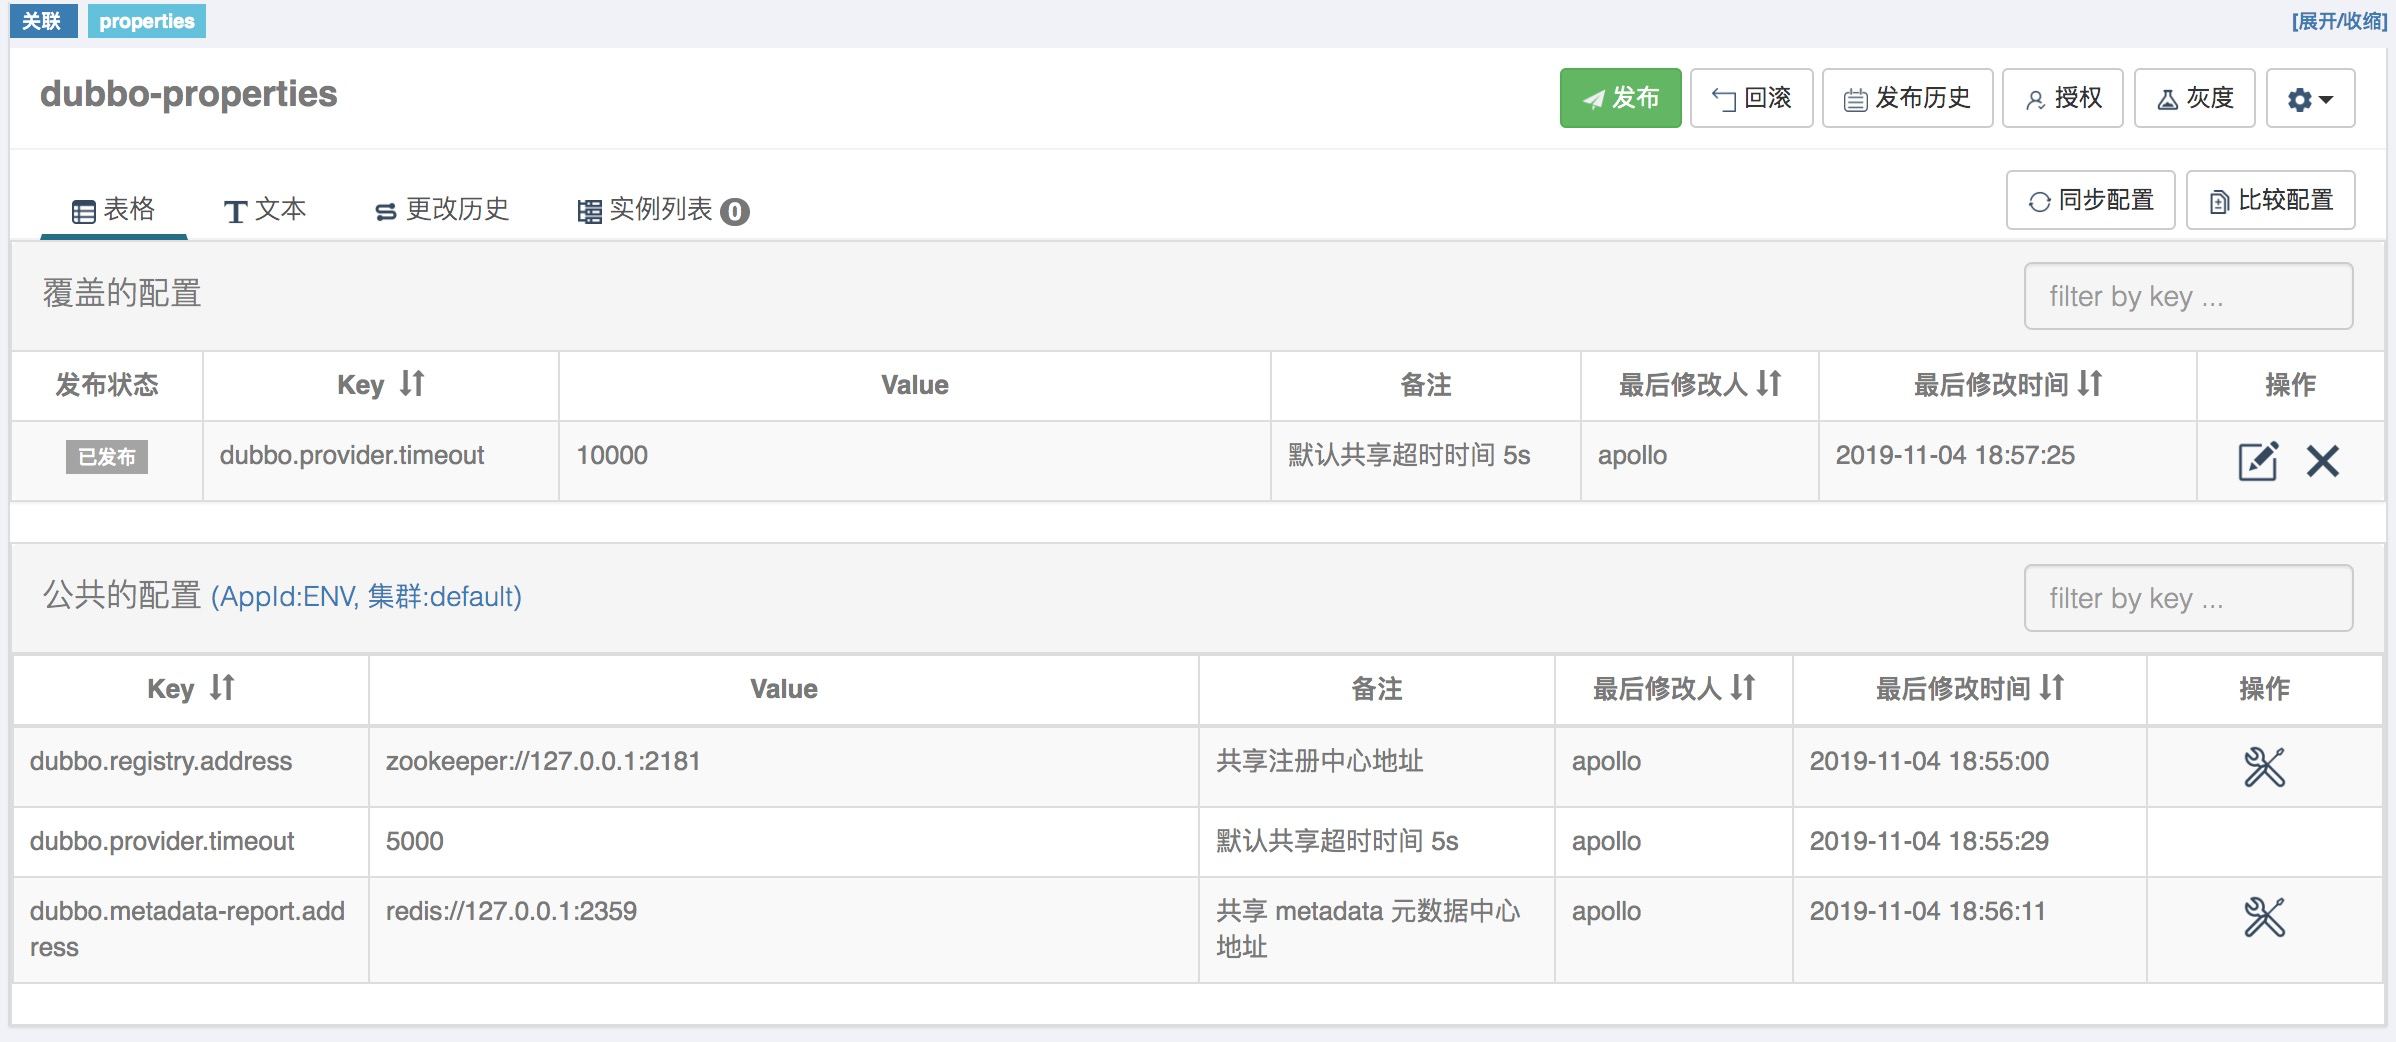 关联 properties [展开/收缩]
dubbo-properties 发布 回滚 发布历史 授权 灰度
表格 文本 更改历史 实例列表 0 同步配置 比较配置
覆盖的配置 filter by key ...
发布状态 Key Value 备注 最后修改人 最后修改时间 操作
已发布 dubbo.provider.timeout 10000 默认共享超时时间 5s apollo 2019-11-04 18:57:25
公共的配置 (AppId:ENV, 集群:default) filter by key ...
Key Value 备注 最后修改人 最后修改时间 操作
dubbo.registry.address zookeeper://127.0.0.1:2181 共享注册中心地址 apollo 2019-11-04 18:55:00
dubbo.provider.timeout 5000 默认共享超时时间 5s apollo 2019-11-04 18:55:29
dubbo.metadata-report.add redis://127.0.0.1:2359 共享 metadata 元数据中心 apollo 2019-11-04 18:56:11
ress 地址